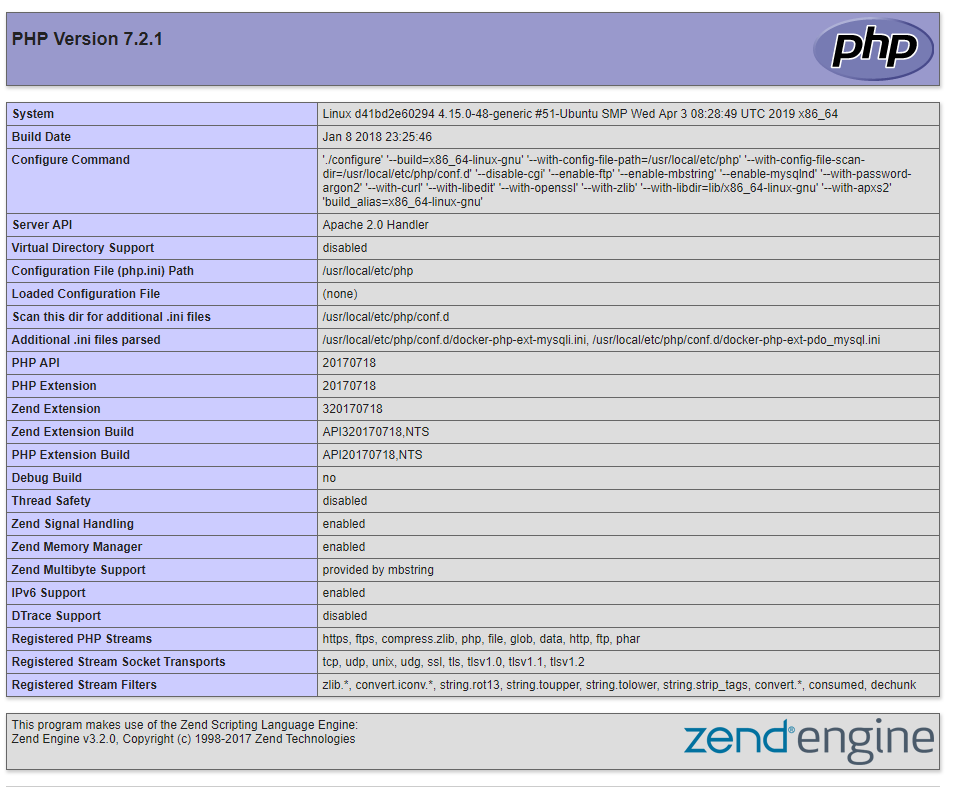 PHP Version 7.2.1
php
System Linux d41bd2e60294 4.15.0-48-generic #51-Ubuntu SMP Wed Apr 3 08:28:49 UTC 2019 x86_64
Build Date Jan 8 2018 23:25:46
Configure Command './configure' '--build=x86_64-linux-gnu' '--with-config-file-path=/usr/local/etc/php' '--with-config-file-scan-
dir=/usr/local/etc/php/conf.d' '--disable-cgi' '--enable-ftp' '--enable-mbstring' '--enable-mysqlnd' '--with-password-
argon2' '--with-curl' '--with-libedit' '--with-openssl' '--with-zlib' '--with-libdir=lib/x86_64-linux-gnu' '--with-apxs2'
'build_alias=x86_64-linux-gnu'
Server API Apache 2.0 Handler
Virtual Directory Support disabled
Configuration File (php.ini) Path /usr/local/etc/php
Loaded Configuration File (none)
Scan this dir for additional .ini files /usr/local/etc/php/conf.d
Additional .ini files parsed /usr/local/etc/php/conf.d/docker-php-ext-mysqli.ini, /usr/local/etc/php/conf.d/docker-php-ext-pdo_mysql.ini
PHP API 20170718
PHP Extension 20170718
Zend Extension 320170718
Zend Extension Build API320170718,NTS
PHP Extension Build API20170718,NTS
Debug Build no
Thread Safety disabled
Zend Signal Handling enabled
Zend Memory Manager enabled
Zend Multibyte Support provided by mbstring
IPv6 Support enabled
DTrace Support disabled
Registered PHP Streams https, ftps, compress.zlib, php, file, glob, data, http, ftp, phar
Registered Stream Socket Transports tcp, udp, unix, udg, ssl, tls, tlsv1.0, tlsv1.1, tlsv1.2
Registered Stream Filters zlib.*, convert.iconv.*, string.rot13, string.toupper, string.tolower, string.strip_tags, convert.*, consumed, dechunk
This program makes use of the Zend Scripting Language Engine:
Zend Engine v3.2.0, Copyright (c) 1998-2017 Zend Technologies
zend® engine